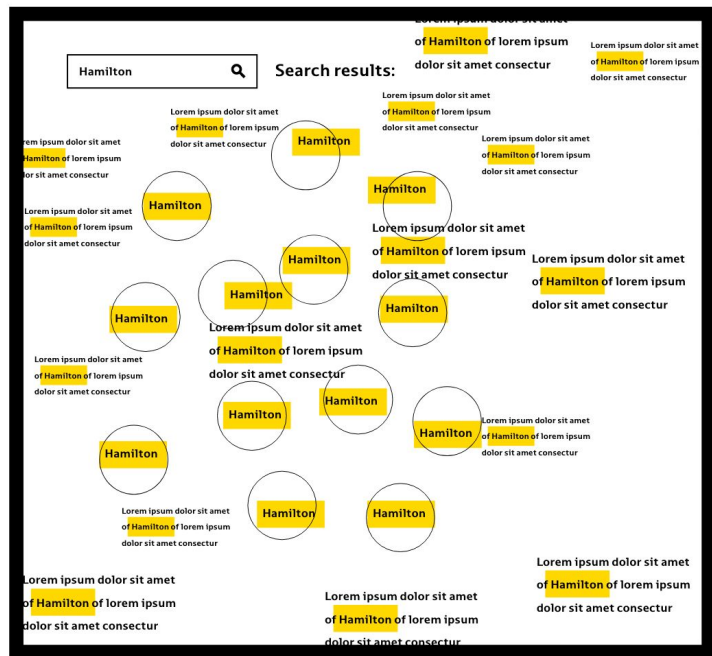 Lorem ipsum dolor sit amet
of Hamilton of lorem ipsum
dolor sit amet consectur
Lorem ipsum dolor sit amet
of Hamilton of lorem ipsum
dolor sit amet consectur
Hamilton
Search results:
Lorem ipsum dolor sit amet
of Hamilton of lorem ipsum
dolor sit amet consectur
Lorem ipsum dolor sit amet
of Hamilton of lorem ipsum
dolor sit amet consectur
Hamilton
Lorem ipsum dolor sit amet
of Hamilton of lorem ipsum
dolor sit amet consectur
rem ipsum dolor sit amet
Hamilton of lorem ipsum
lor sit amet consectur
Hamilton
Hamilton
Lorem ipsum dolor sit amet
of Hamilton of lorem ipsum
dolor sit amet consectur
Lorem ipsum dolor sit amet
of Hamilton of lorem ipsum
dolor sit amet consectur
Hamilton
Lorem ipsum dolor sit amet
of Hamilton of lorem ipsum
dolor sit amet consectur
Hamilton
Hamilton
Hamilton
Lorem ipsum dolor sit amet
of Hamilton of lorem ipsum
dolor sit amet consectur
Lorem ipsum dolor sit amet
of Hamilton of lorem ipsum
dolor sit amet consectur
Hamilton
Hamilton
Lorem ipsum dolor sit amet
of Hamilton of lorem ipsum
dolor sit amet consectur
Hamilton
Hamilton
Lorem ipsum dolor sit amet
of Hamilton of lorem ipsum
dolor sit amet consectur
Hamilton
Hamilton
Lorem ipsum dolor sit amet
of Hamilton of lorem ipsum
dolor sit amet consectur
Lorem ipsum dolor sit amet
of Hamilton of lorem ipsum
dolor sit amet consectur
Lorem ipsum dolor sit amet
of Hamilton of lorem ipsum
dolor sit amet consectur